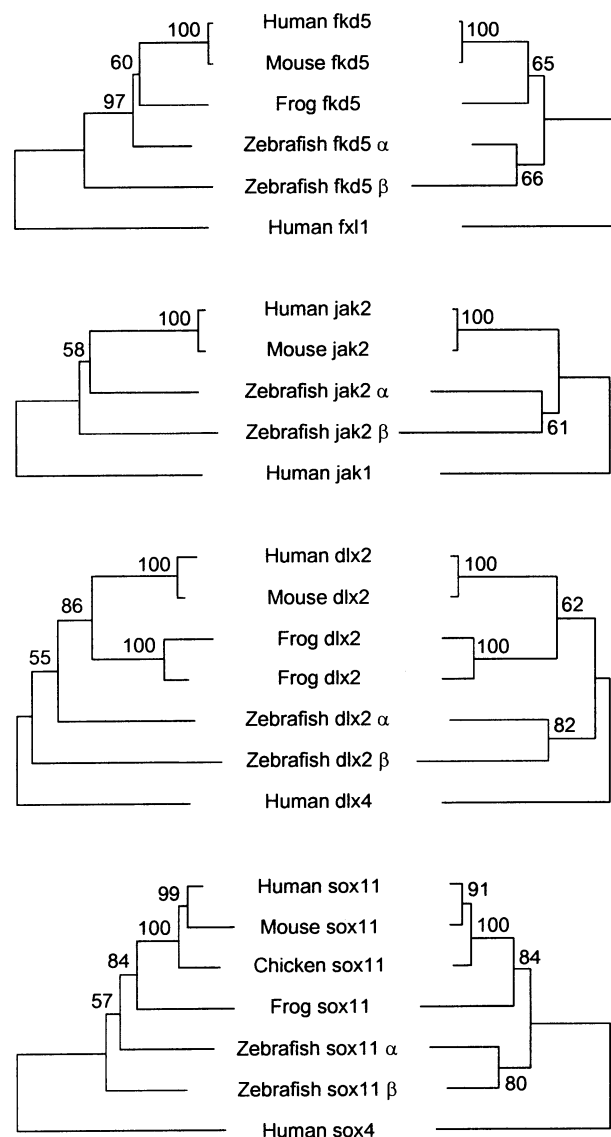 Human fkd5
100 100
Mouse fkd5
60 65
Frog fkd5
97
Zebrafish fkd5 α
Zebrafish fkd5 β
66
Human fxl1
Human jak2
100 100
Mouse jak2
58
Zebrafish jak2 α
Zebrafish jak2 β
61
Human jak1
Human dlx2
100 100
Mouse dlx2
86 62
Frog dlx2
100 100
55
Frog dlx2
Zebrafish dlx2 α
82
Zebrafish dlx2 β
Human dlx4
Human sox11
99 91
Mouse sox11
100 100
Chicken sox11
84 84
Frog sox11
57
Zebrafish sox11 α
Zebrafish sox11 β
80
Human sox4